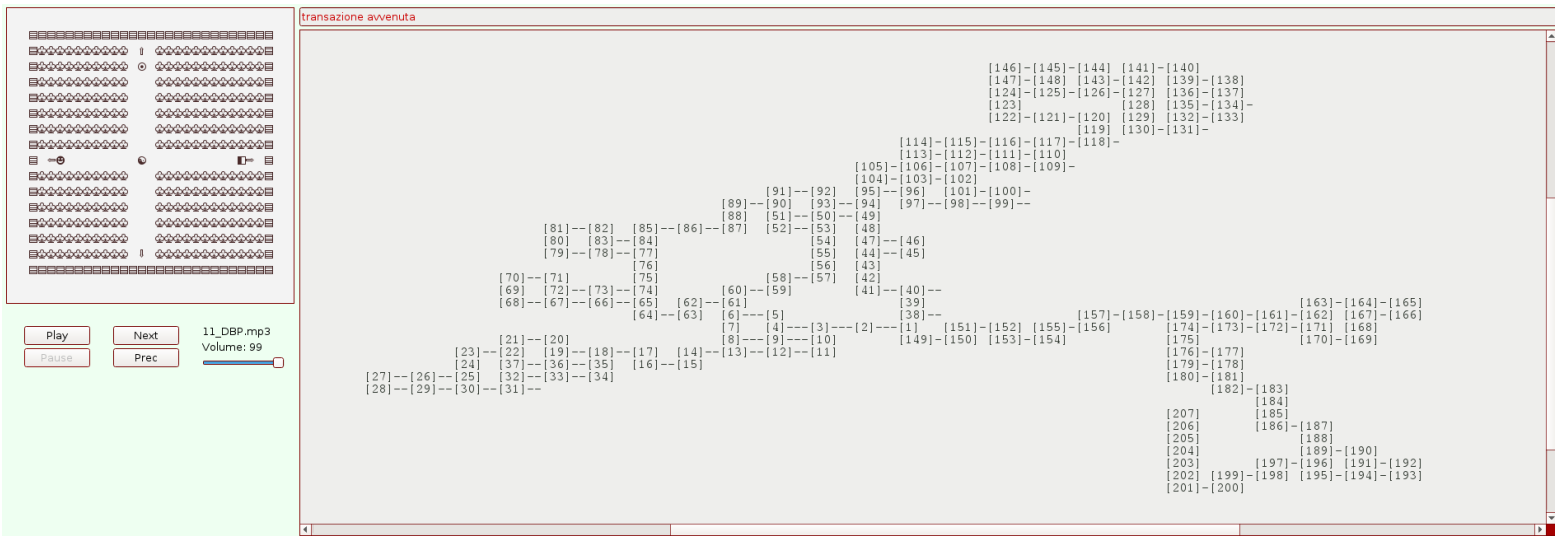 transazione avvenuta
[146]-[145]-[144] [141]-[140]
[147]-[148] [143]-[142] [139]-[138]
[124]-[125]-[126]-[127] [136]-[137]
[123] [128] [135]-[134]-
[122]-[121]-[120] [129] [132]-[133]
[119] [130]-[131]-
[114]-[115]-[116]-[117]-[118]-
[113]-[112]-[111]-[110]
[105]-[106]-[107]-[108]-[109]-
[104]-[103]-[102]
[91]--[92] [95]--[96] [101]-[100]-
[89]--[90] [93]--[94] [97]--[98]--[99]--
[88] [51]--[50]--[49]
[81]--[82] [85]--[86]--[87] [52]--[53] [48]
[80] [83]--[84] [54] [47]--[46]
[79]--[78]--[77] [55] [44]--[45]
[76] [56] [43]
[70]--[71] [75] [58]--[57] [42]
[69] [72]--[73]--[74] [60]--[59] [41]--[40]--
[68]--[67]--[66]--[65] [62]--[61] [39] [163]-[164]-[165]
[64]--[63] [6]---[5] [38]-- [157]-[158]-[159]-[160]-[161]-[162] [167]-[166]
[7] [4]---[3]---[2]---[1] [151]-[152] [155]-[156] [174]-[173]-[172]-[171] [168]
[21]--[20] [8]---[9]---[10] [149]-[150] [153]-[154] [175] [170]-[169]
[23]--[22] [19]--[18]--[17] [14]--[13]--[12]--[11] [176]-[177]
[24] [37]--[36]--[35] [16]--[15] [179]-[178]
[27]--[26]--[25] [32]--[33]--[34] [180]-[181]
[28]--[29]--[30]--[31]-- [182]-[183]
[184]
[207] [185]
[206] [186]-[187]
[205] [188]
[204] [189]-[190]
[203] [197]-[196] [191]-[192]
[202] [199]-[198] [195]-[194]-[193]
[201]-[200]
Play
Next
11_DBP.mp3
Pause
Prec
Volume: 99